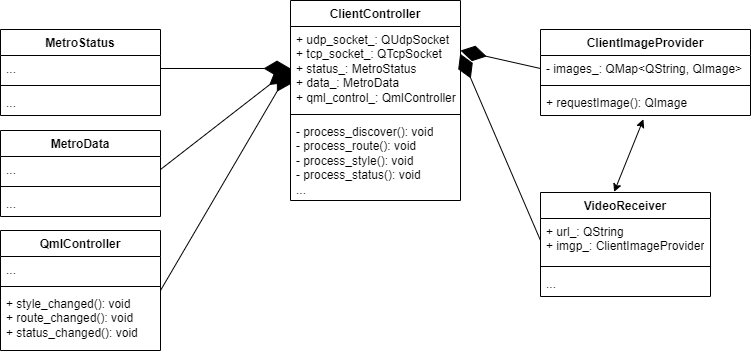 MetroStatus
...
...
MetroData
...
...
QmlController
...
+ style_changed(): void
+ route_changed(): void
+ status_changed(): void
ClientController
+ udp_socket_: QUdpSocket
+ tcp_socket_: QTcpSocket
+ status_: MetroStatus
+ data_: MetroData
+ qml_control_: QmlController
- process_discover(): void
- process_route(): void
- process_style(): void
- process_status(): void
...
ClientImageProvider
- images_: QMap<QString, QImage>
+ requestImage(): QImage
VideoReceiver
+ url_: QString
+ imgp_: ClientImageProvider
...